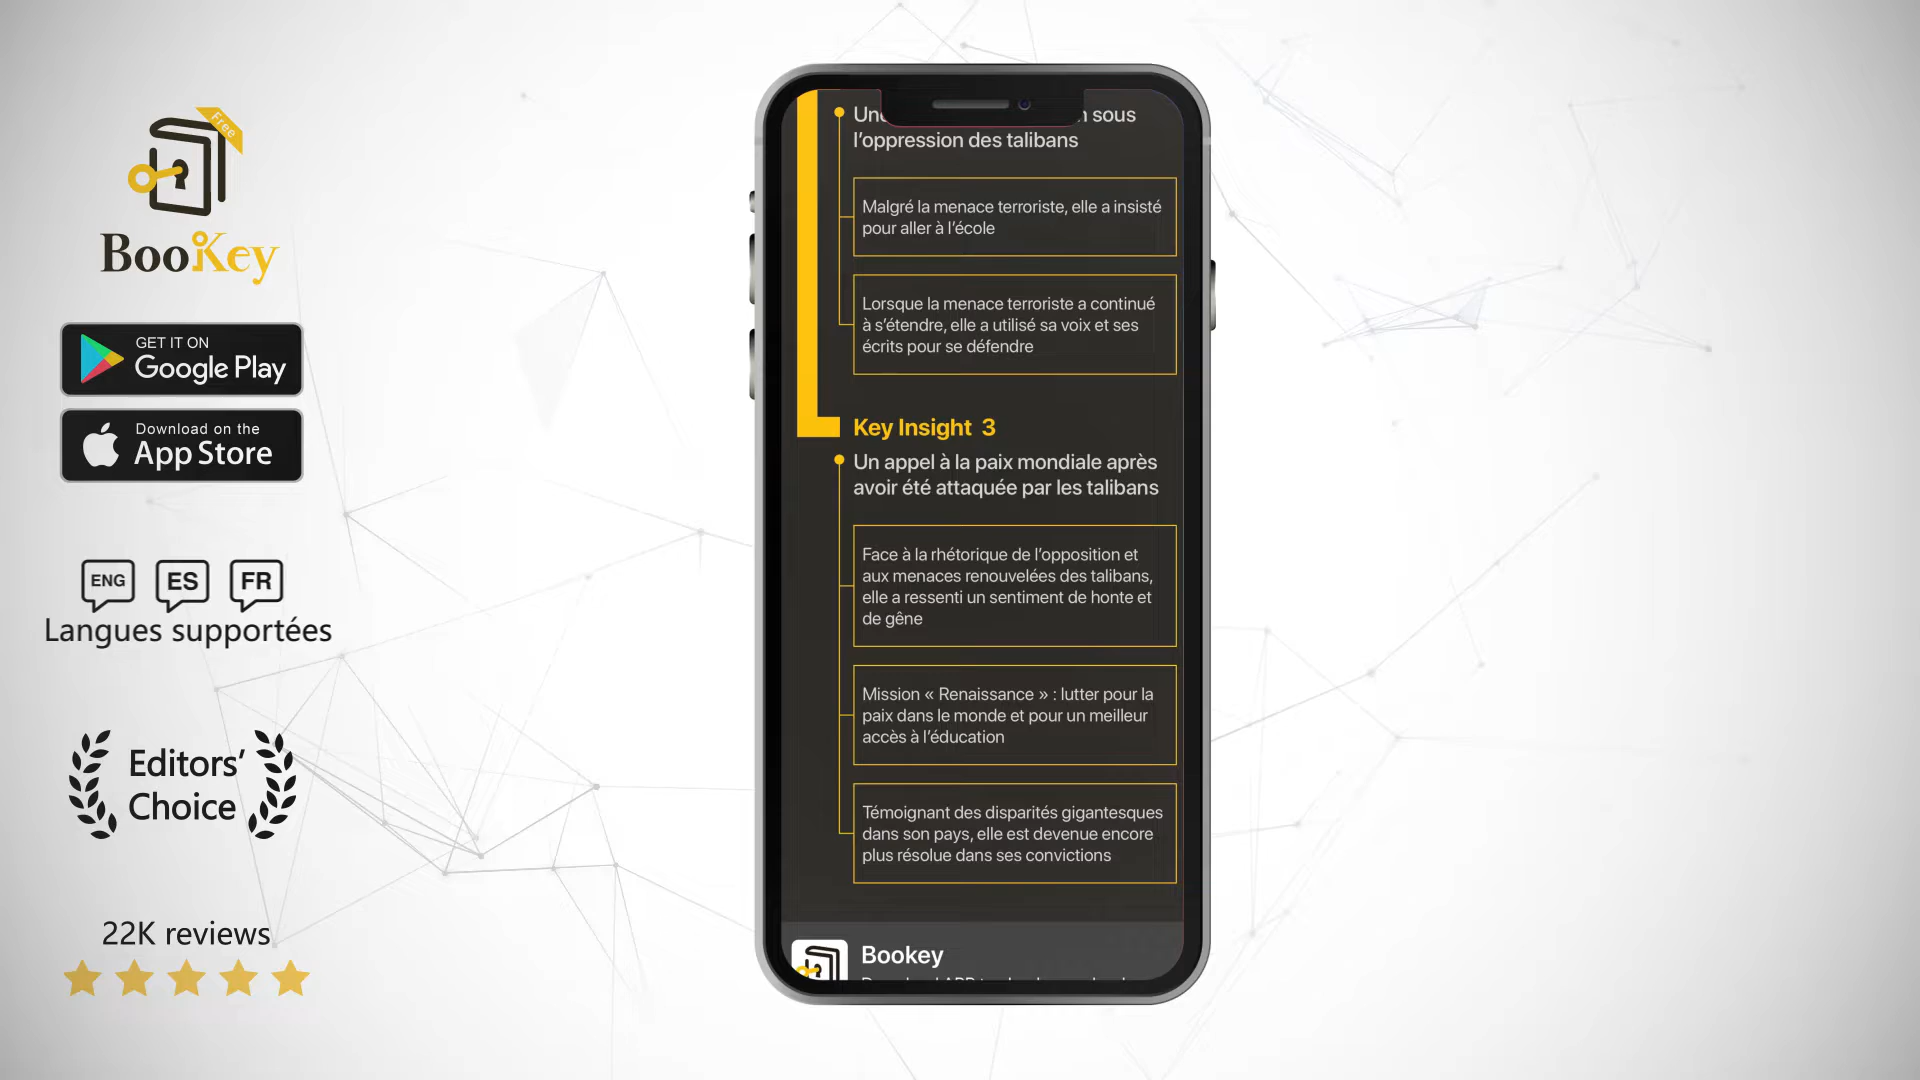 Free
BooKey
GET IT ON
Google Play
Download on the
App Store
ENG ES FR
Langues supportées
Editors'
Choice
22K reviews
sous
l'oppression des talibans
Malgré la menace terroriste, elle a insisté
pour aller à l'école
Lorsque la menace terroriste a continué
à s'étendre, elle a utilisé sa voix et ses
écrits pour se défendre
Key Insight 3
Un appel à la paix mondiale après
avoir été attaquée par les talibans
Face à la rhétorique de l'opposition et
aux menaces renouvelées des talibans,
elle a ressenti un sentiment de honte et
de gêne
Mission « Renaissance » : lutter pour la
paix dans le monde et pour un meilleur
accès à l'éducation
Témoignant des disparités gigantesques
dans son pays, elle est devenue encore
plus résolue dans ses convictions
Bookey